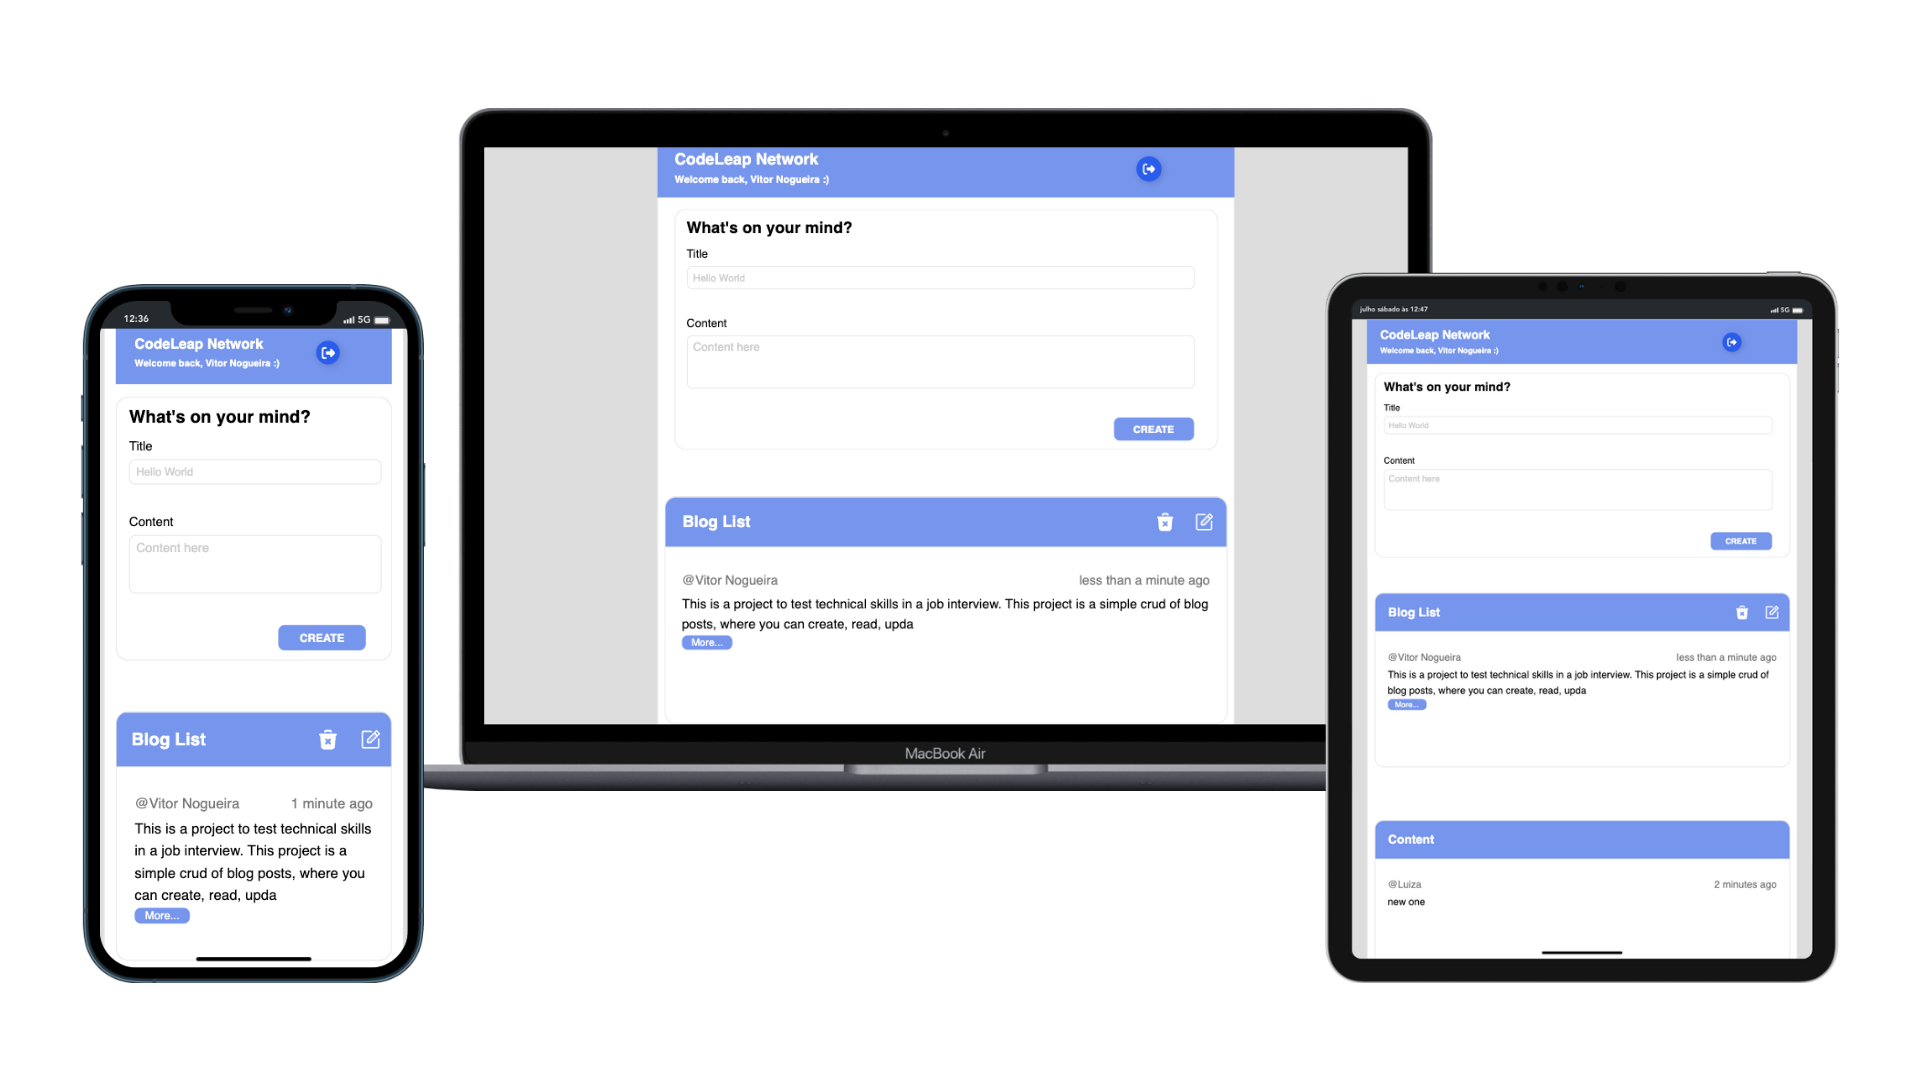 12:36
5G
CodeLeap Network
Welcome back, Vitor Nogueira :)
What's on your mind?
Title
Hello World
Content
Content here
CREATE
Blog List
@Vitor Nogueira 1 minute ago
This is a project to test technical skills
in a job interview. This project is a
simple crud of blog posts, where you
can create, read, upda
More...
CodeLeap Network
Welcome back, Vitor Nogueira :)
What's on your mind?
Title
Hello World
Content
Content here
CREATE
Blog List
@Vitor Nogueira less than a minute ago
This is a project to test technical skills in a job interview. This project is a simple crud of blog
posts, where you can create, read, upda
More...
MacBook Air
julho sábado às 12:47
5G
CodeLeap Network
Welcome back, Vitor Nogueira :)
What's on your mind?
Title
Hello World
Content
Content here
CREATE
Blog List
@Vitor Nogueira less than a minute ago
This is a project to test technical skills in a job interview. This project is a simple crud of
blog posts, where you can create, read, upda
More...
Content
@Luiza 2 minutes ago
new one